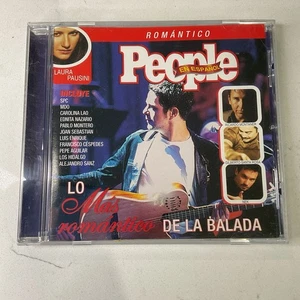 ROMÁNTICO
People
EN ESPAÑOL
LAURA
PAUSINI
INCLUYE
SPC
MDO
CAROLINA LAO
EDNITA NAZARIO
PABLO MONTERO
JOAN SEBASTIAN
LUIS ENRIQUE
FRANCISCO CÉSPEDES
PEPE AGUILAR
LOS HIDALGO
ALEJANDRO SANZ
LO
Más
romántico
DE LA BALADA